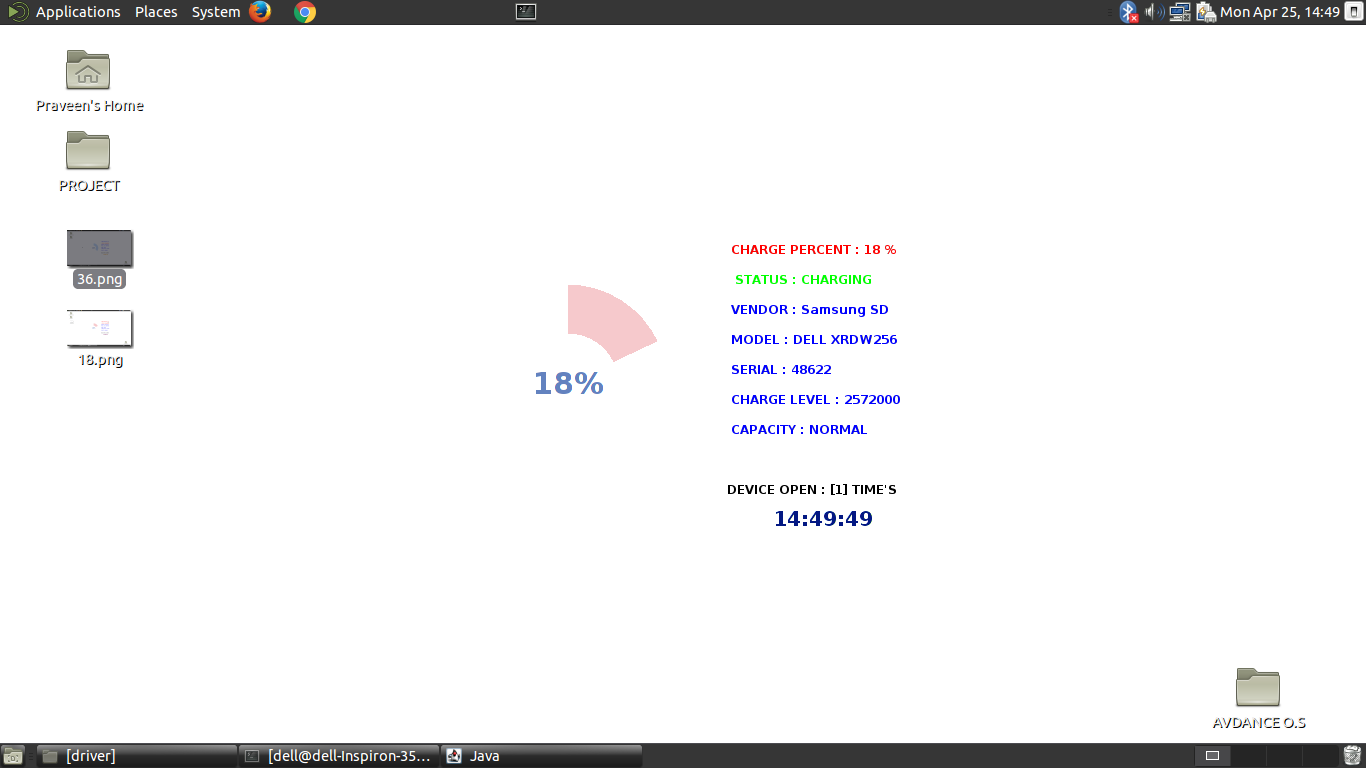 Applications Places System
Mon Apr 25, 14:49
Praveen's Home
PROJECT
36.png
18.png
18%
CHARGE PERCENT : 18 %
STATUS : CHARGING
VENDOR : Samsung SD
MODEL : DELL XRDW256
SERIAL : 48622
CHARGE LEVEL : 2572000
CAPACITY : NORMAL
DEVICE OPEN : [1] TIME'S
14:49:49
AVDANCE O.S
[driver]
[dell@dell-Inspiron-35...
Java